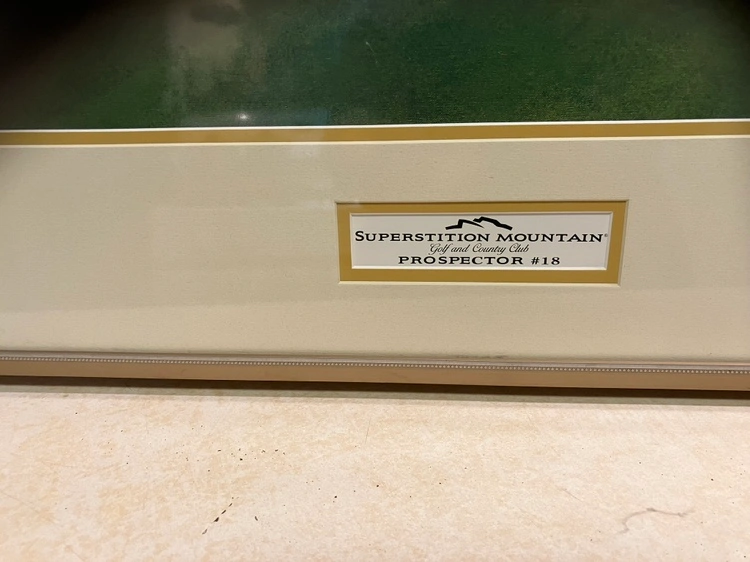 SUPERSTITION MOUNTAIN®
Golf and Country Club
PROSPECTOR #18